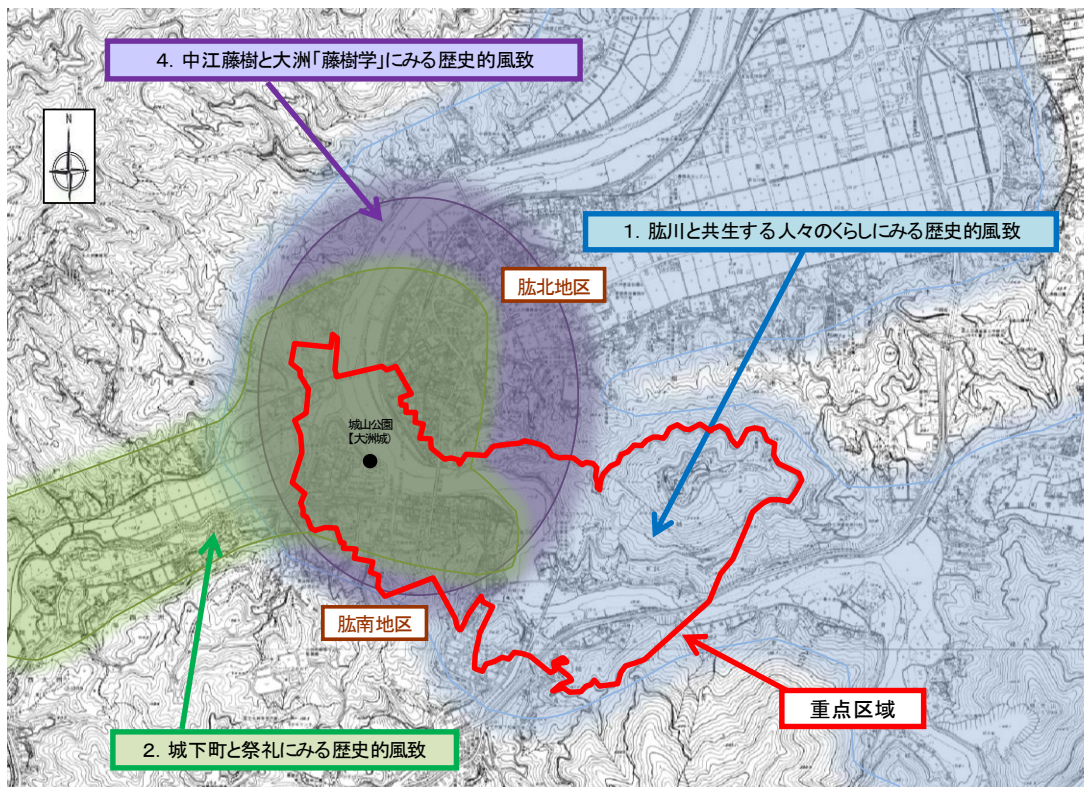 4．中江藤樹と大洲「藤樹学」にみる歴史的風致
N
1．肱川と共生する人々のくらしにみる歴史的風致
肱北地区
城山公園
【大洲城】
肱南地区
重点区域
2．城下町と祭礼にみる歴史的風致